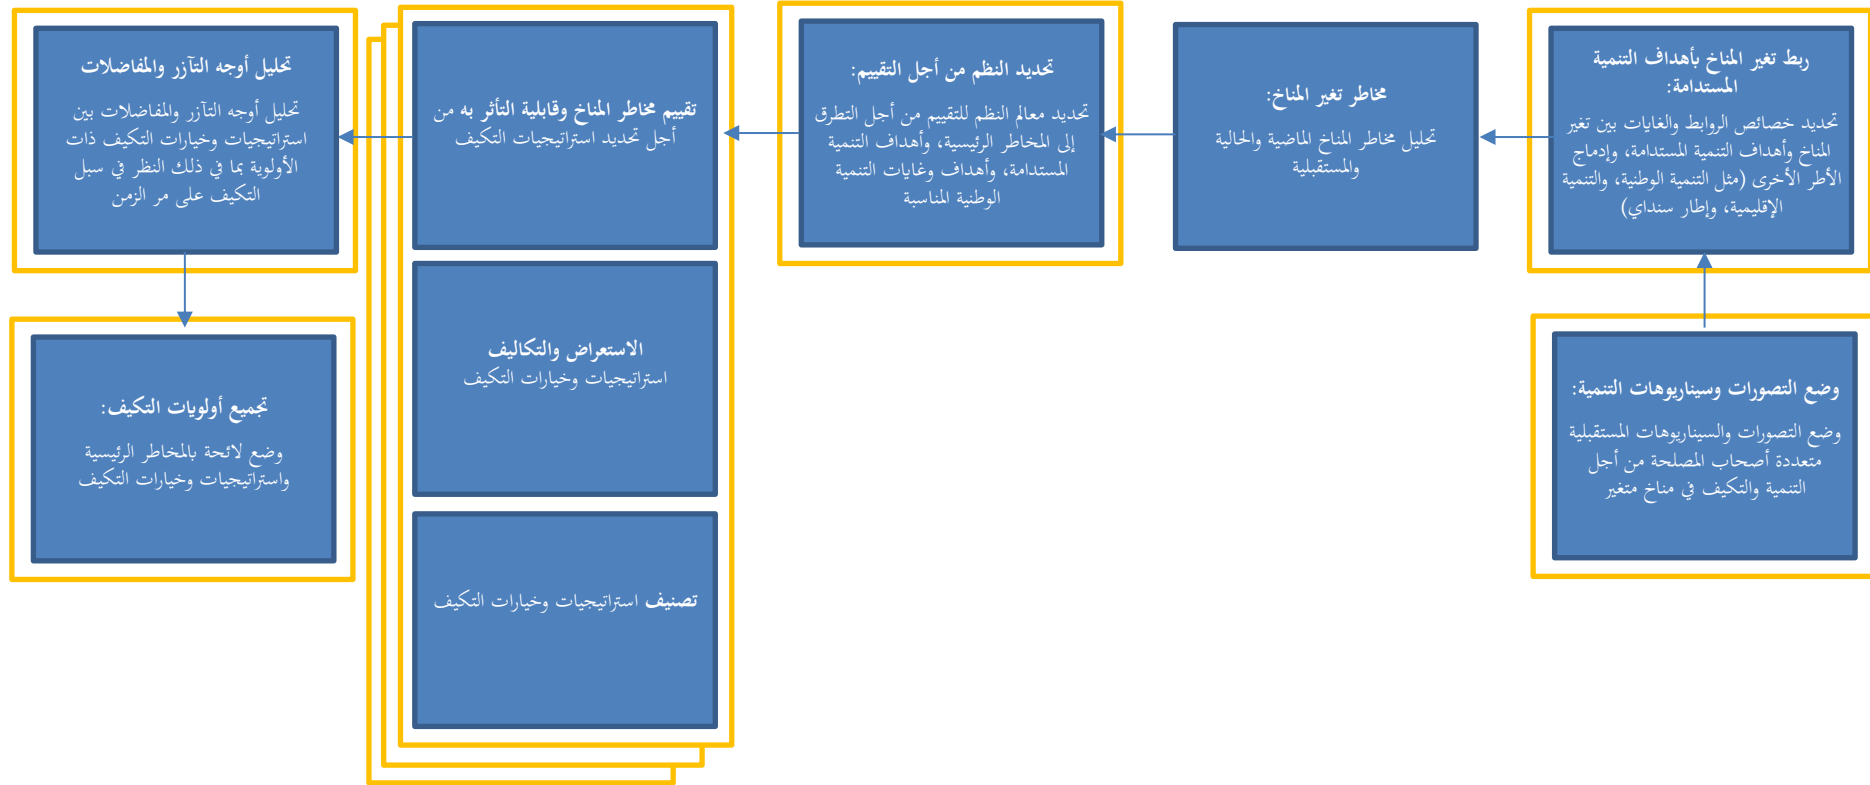 ربط تغير المناخ بأهداف التنمية
المستدامة:
تحديد خصائص الروابط والغايات بين تغير
المناخ وأهداف التنمية المستدامة، وإدماج
الأطر الأخرى (مثل التنمية الوطنية، والتنمية
الإقليمية، وإطار سنداي)
وضع التصورات وسيناريوهات التنمية:
وضع التصورات والسيناريوهات المستقبلية
متعددة أصحاب المصلحة من أجل
التنمية والتكيف في مناخ متغير
مخاطر تغير المناخ:
تحليل مخاطر المناخ الماضية والحالية
والمستقبلية
تحديد النظم من أجل التقييم:
تحديد معالم النظم للتقييم من أجل التطرق
إلى المخاطر الرئيسية، وأهداف التنمية
المستدامة، وأهداف وغايات التنمية
الوطنية المناسبة
تقييم مخاطر المناخ وقابلية التأثر به من
أجل تحديد استراتيجيات التكيف
الاستعراض والتكاليف
استراتيجيات وخيارات التكيف
تصنيف استراتيجيات وخيارات التكيف
تحليل أوجه التآزر والمفاضلات
تحليل أوجه التآزر والمفاضلات بين
استراتيجيات وخيارات التكيف ذات
الأولوية بما في ذلك النظر في سبل
التكيف على مر الزمن
تجميع أولويات التكيف:
وضع لائحة بالمخاطر الرئيسية
واستراتيجيات وخيارات التكيف